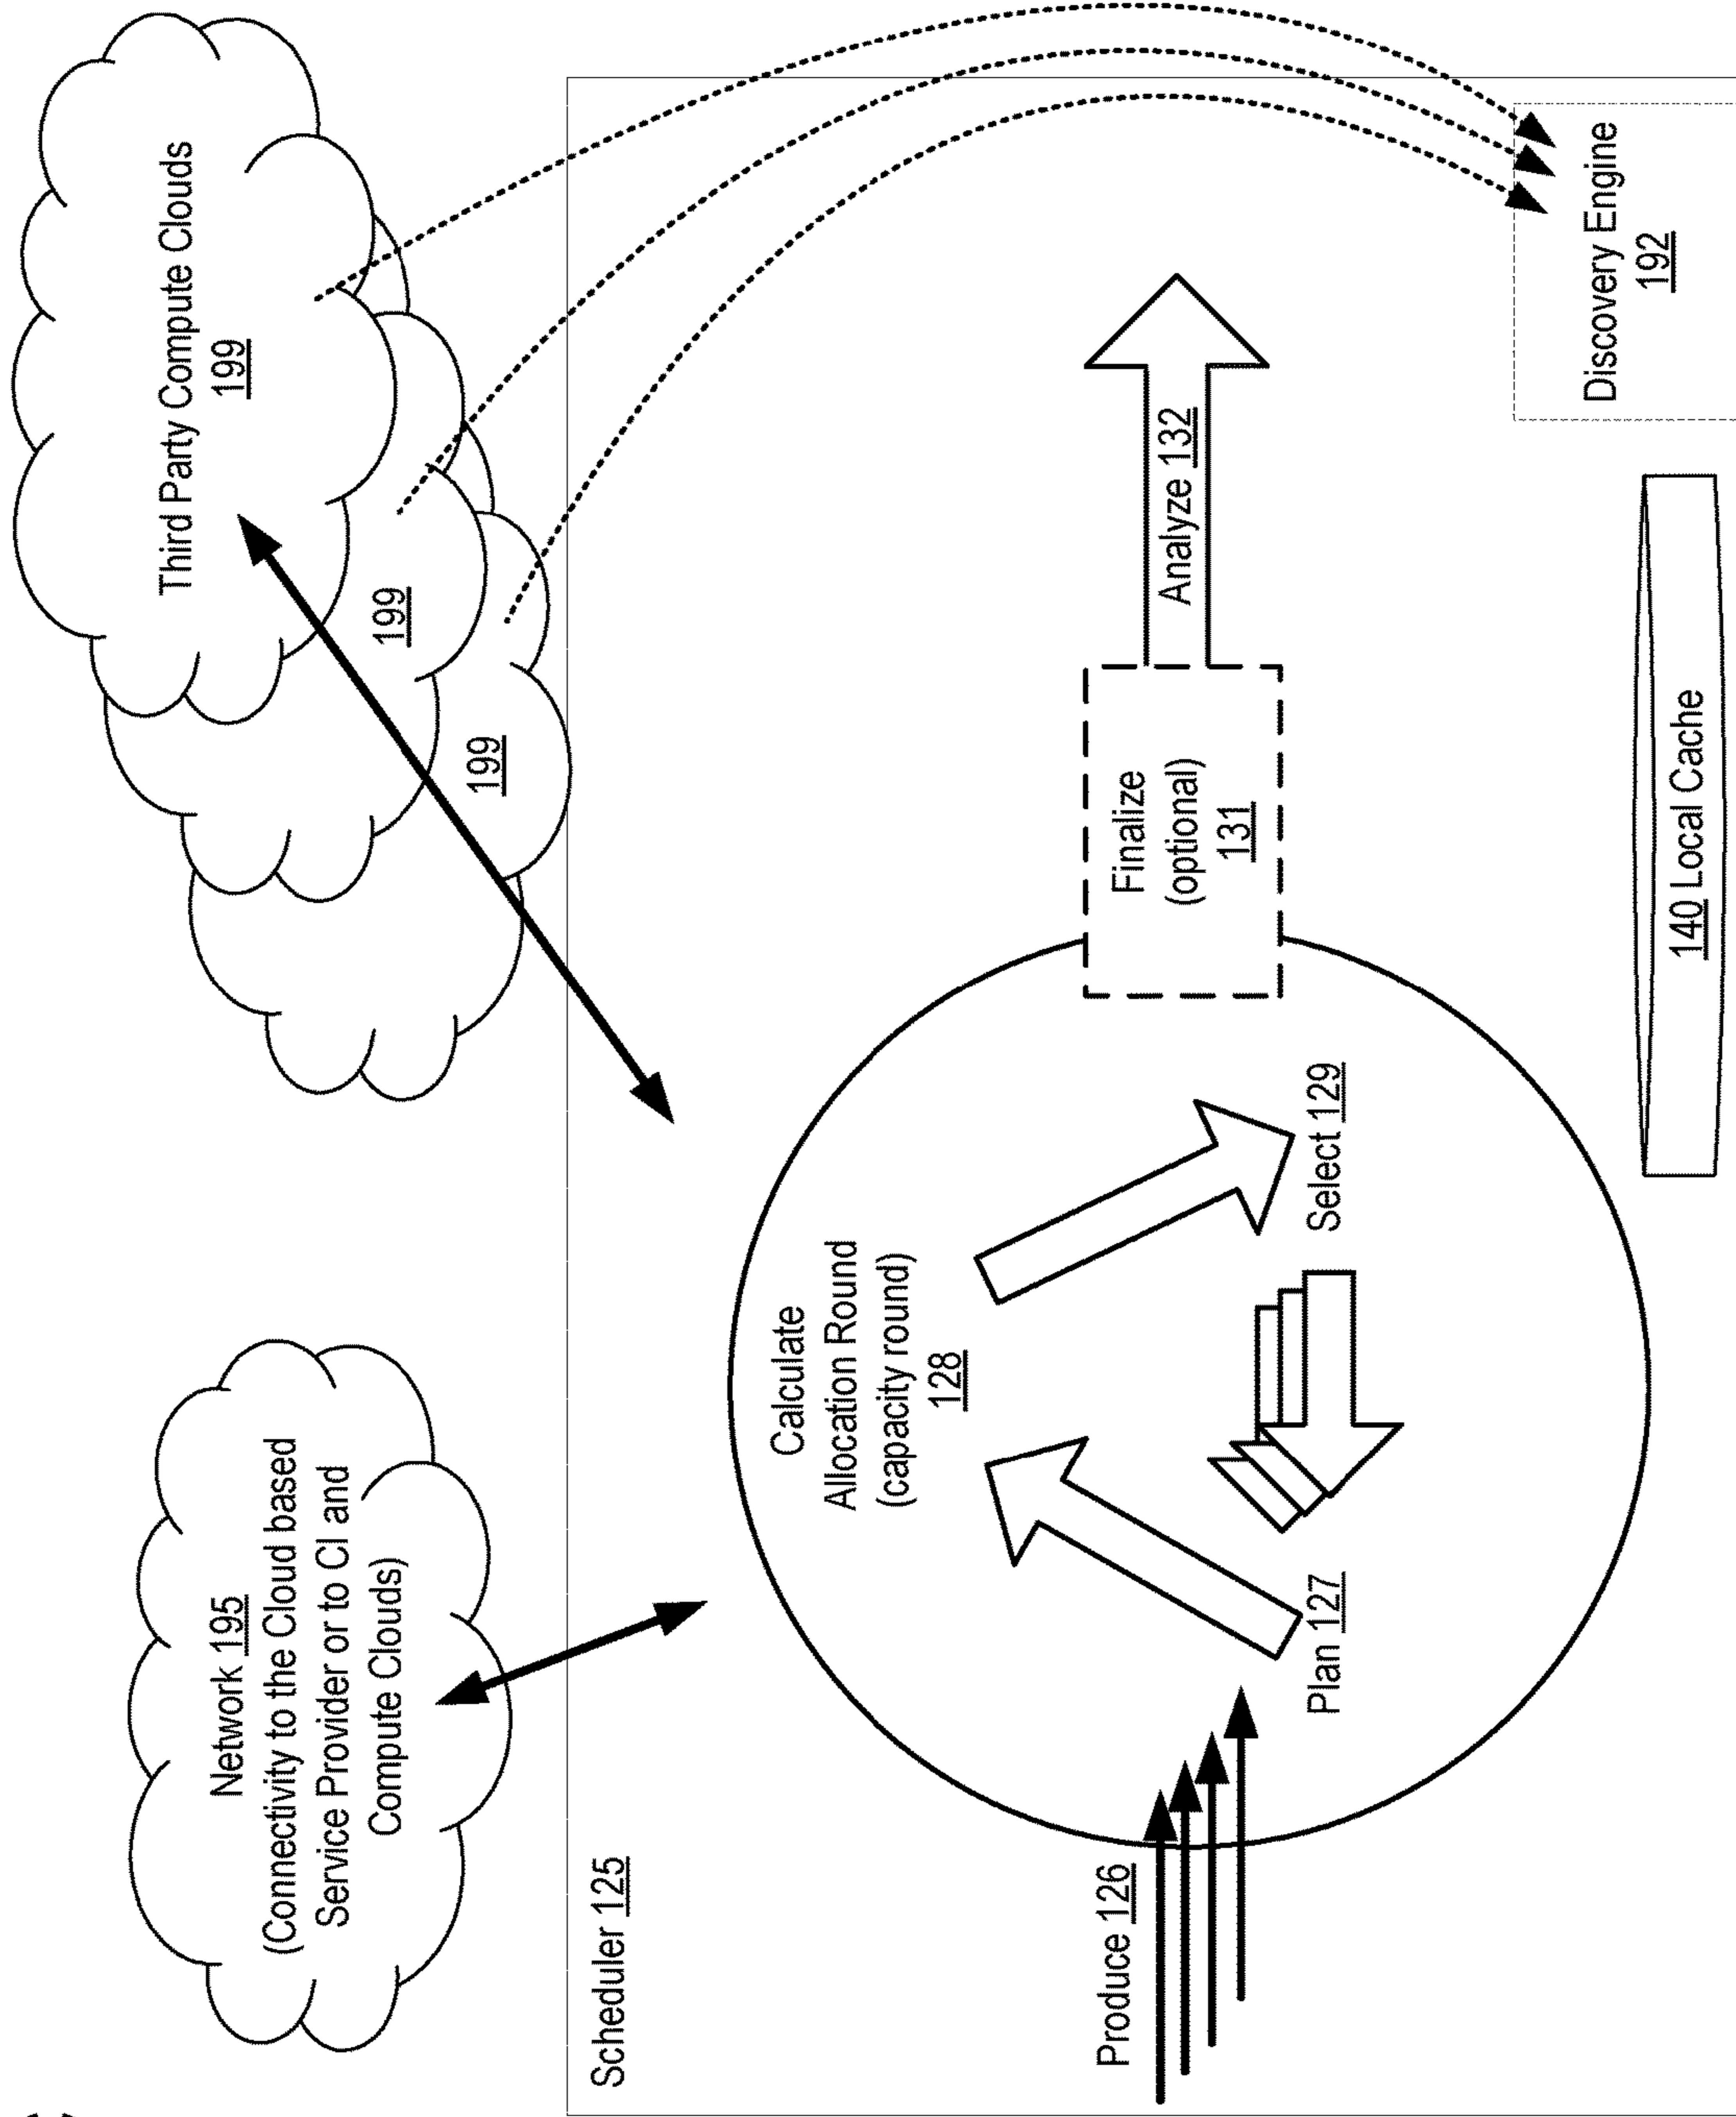 Network 195
(Connectivity to the Cloud based
Service Provider or to CI and
Compute Clouds)
Third Party Compute Clouds
199
199
199
Scheduler 125
Calculate
Allocation Round
(capacity round)
128
Produce 126
Plan 127
Select 129
Finalize
(optional)
131
Analyze 132
Discovery Engine
192
140 Local Cache